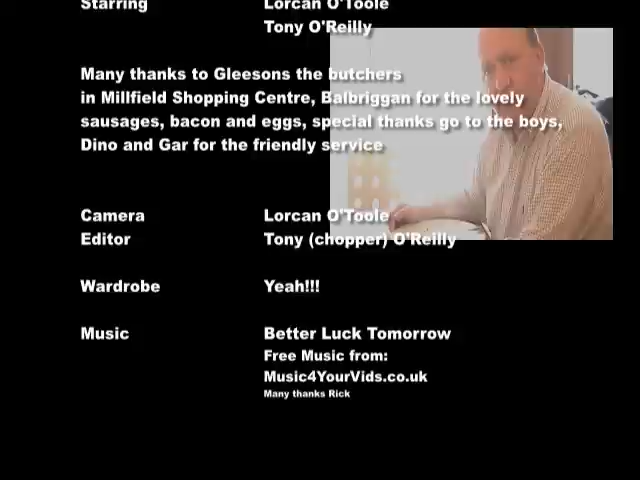 Starring Lorcan O'Toole
Tony O'Reilly
Many thanks to Gleesons the butchers
in Millfield Shopping Centre, Balbriggan for the lovely
sausages, bacon and eggs, special thanks go to the boys,
Dino and Gar for the friendly service
Camera Lorcan O'Toole
Editor Tony (chopper) O'Reilly
Wardrobe Yeah!!!
Music Better Luck Tomorrow
Free Music from:
Music4YourVids.co.uk
Many thanks Rick